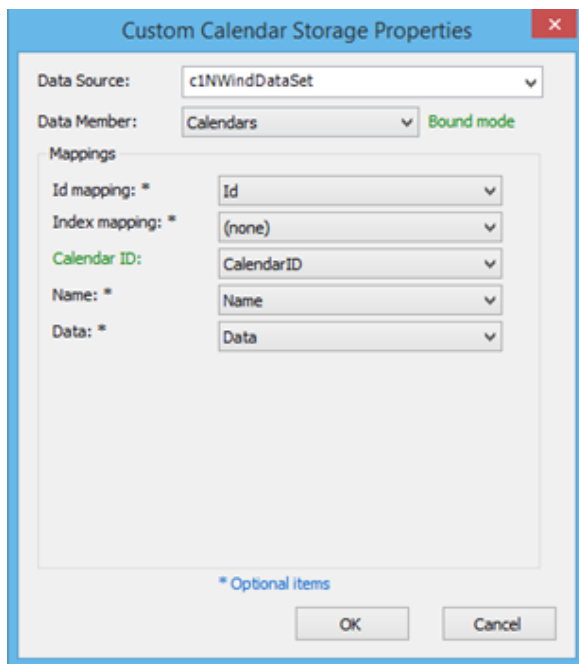 Custom Calendar Storage Properties
Data Source: c1NWindDataSet
Data Member: Calendars Bound mode
Mappings
Id mapping: * Id
Index mapping: * (none)
Calendar ID: CalendarID
Name: * Name
Data: * Data
* Optional items
OK Cancel